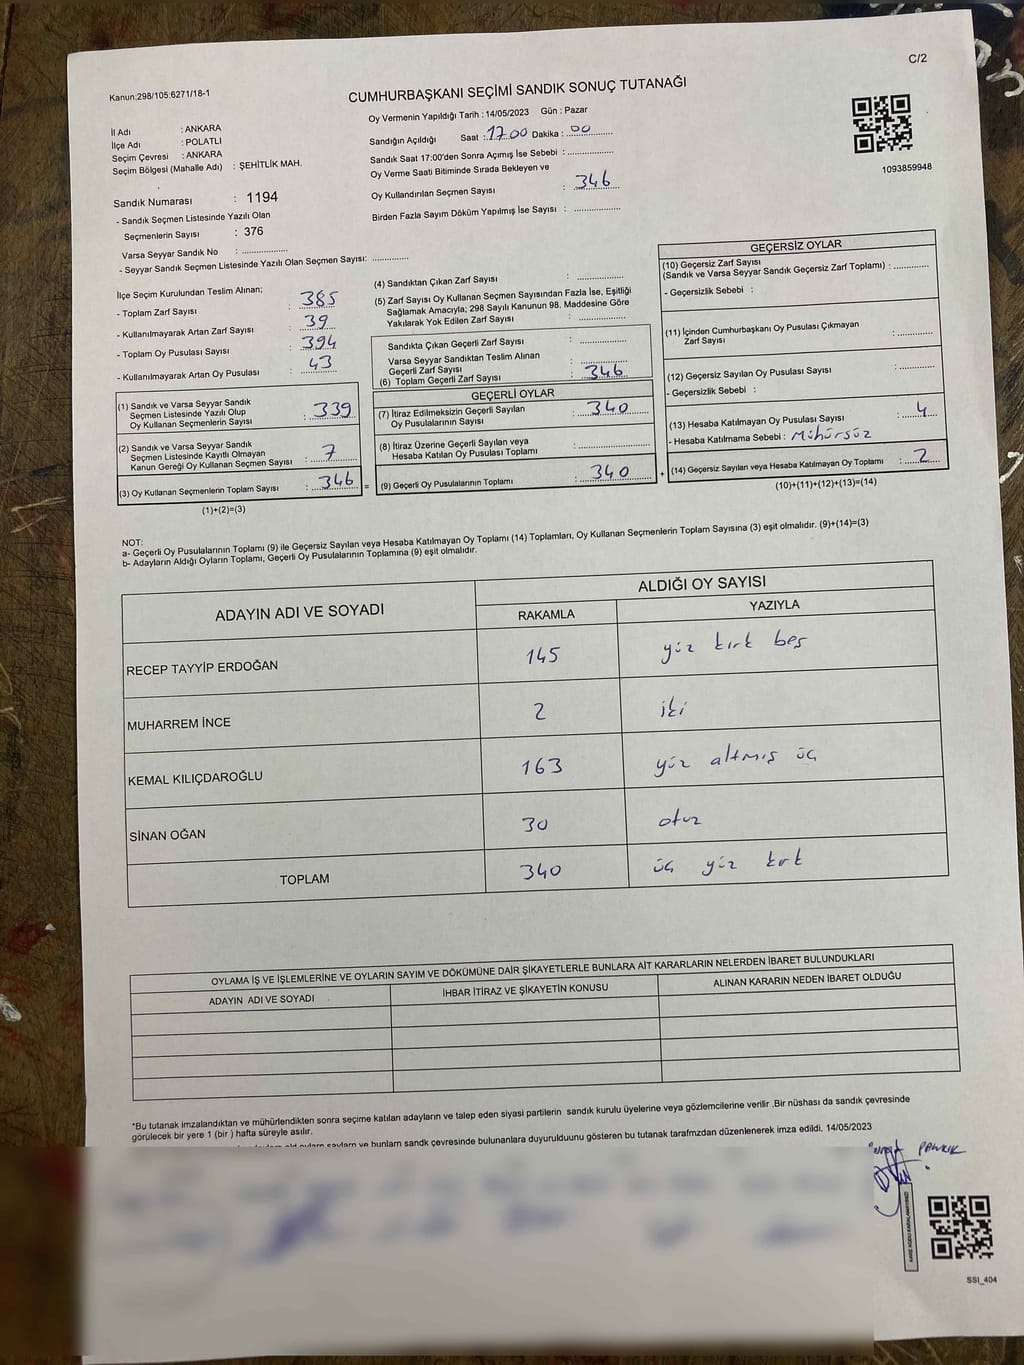 C/2
Kanun:298/105:6271/18-1
CUMHURBAŞKANI SEÇİMİ SANDIK SONUÇ TUTANAĞI
Oy Vermenin Yapıldığı Tarih : 14/05/2023 Gün : Pazar
İl Adı : ANKARA
İlçe Adı : POLATLI
Seçim Çevresi : ANKARA
Seçim Bölgesi (Mahalle Adı) : ŞEHİTLİK MAH.
Sandık Numarası : 1194
- Sandık Seçmen Listesinde Yazılı Olan
Seçmenlerin Sayısı : 376
Varsa Seyyar Sandık No : ..................
- Seyyar Sandık Seçmen Listesinde Yazılı Olan Seçmen Sayısı: ...........
Sandığın Açıldığı Saat : 17.00 Dakika : 00
Sandık Saat 17:00'den Sonra Açımış İse Sebebi : ..................
Oy Verme Saati Bitiminde Sırada Bekleyen ve
Oy Kullandırılan Seçmen Sayısı : 346
Birden Fazla Sayım Döküm Yapılmış İse Sayısı : ..................
1093859948
İlçe Seçim Kurulundan Teslim Alınan;
- Toplam Zarf Sayısı : 385
- Kullanılmayarak Artan Zarf Sayısı : 39
- Toplam Oy Pusulası Sayısı : 394
- Kullanılmayarak Artan Oy Pusulası : 43
(1) Sandık ve Varsa Seyyar Sandık
Seçmen Listesinde Yazılı Olup
Oy Kullanan Seçmenlerin Sayısı : 339
(2) Sandık ve Varsa Seyyar Sandık
Seçmen Listesinde Kayıtlı Olmayan
Kanun Gereği Oy Kullanan Seçmen Sayısı : 7
(3) Oy Kullanan Seçmenlerin Toplam Sayısı : 346 =
(1)+(2)=(3)
(4) Sandıktan Çıkan Zarf Sayısı : ..................
(5) Zarf Sayısı Oy Kullanan Seçmen Sayısından Fazla İse, Eşitliği
Sağlamak Amacıyla; 298 Sayılı Kanunun 98. Maddesine Göre
Yakılarak Yok Edilen Zarf Sayısı : ..................
Sandıkta Çıkan Geçerli Zarf Sayısı : ..................
Varsa Seyyar Sandıktan Teslim Alınan
Geçerli Zarf Sayısı : ..................
(6) Toplam Geçerli Zarf Sayısı : 346
GEÇERLİ OYLAR
(7) İtiraz Edilmeksizin Geçerli Sayılan
Oy Pusulasının Sayısı : 340
(8) İtiraz Üzerine Geçerli Sayılan veya
Hesaba Katılan Oy Pusulası Toplamı : ..................
(9) Geçerli Oy Pusulalarının Toplamı : 340 +
GEÇERSİZ OYLAR
(10) Geçersiz Zarf Sayısı
(Sandık ve Varsa Seyyar Sandık Geçersiz Zarf Toplamı) : ...........
- Geçersizlik Sebebi :
(11) İçinden Cumhurbaşkanı Oy Pusulası Çıkmayan
Zarf Sayısı : ...........
(12) Geçersiz Sayılan Oy Pusulası Sayısı : ...........
- Geçersizlik Sebebi :
(13) Hesaba Katılmayan Oy Pusulası Sayısı : 4
- Hesaba Katılmama Sebebi : Mühürsüz
(14) Geçersiz Sayılan veya Hesaba Katılmayan Oy Toplamı : 2
(10)+(11)+(12)+(13)=(14)
NOT:
a- Geçerli Oy Pusulalarının Toplamı (9) ile Geçersiz Sayılan veya Hesaba Katılmayan Oy Toplamı (14) Toplamları, Oy Kullanan Seçmenlerin Toplam Sayısına (3) eşit olmalıdır. (9)+(14)=(3)
b- Adayların Aldığı Oyların Toplamı, Geçerli Oy Pusulalarının Toplamına (9) eşit olmalıdır.
ADAYIN ADI VE SOYADI ALDIĞI OY SAYISI
RAKAMLA YAZIYLA
RECEP TAYYİP ERDOĞAN 145 yüz kırk beş
MUHARREM İNCE 2 iki
KEMAL KILIÇDAROĞLU 163 yüz altmış üç
SİNAN OĞAN 30 otuz
TOPLAM 340 üç yüz kırk
OYLAMA İŞ VE İŞLEMLERİNE VE OYLARIN SAYIM VE DÖKÜMÜNE DAİR ŞİKAYETLERLE BUNLARA AİT KARARLARIN NELERDEN İBARET BULUNDUKLARI
ADAYIN ADI VE SOYADI İHBAR İTİRAZ VE ŞİKAYETİN KONUSU ALINAN KARARIN NEDEN İBARET OLDUĞU
*Bu tutanak imzalandıktan ve mühürlendikten sonra seçime katılan adayların ve talep eden siyasi partilerin sandık kurulu üyelerine veya gözlemcilerine verilir .Bir nüshası da sandık çevresinde
görülecek bir yere 1 (bir ) hafta süreyle asılır.
ve bunların sandk çevresinde bulunanlara duyurulduunu gösteren bu tutanak tarafmzdan düzenlenerek imza edildi. 14/05/2023
SSI_404